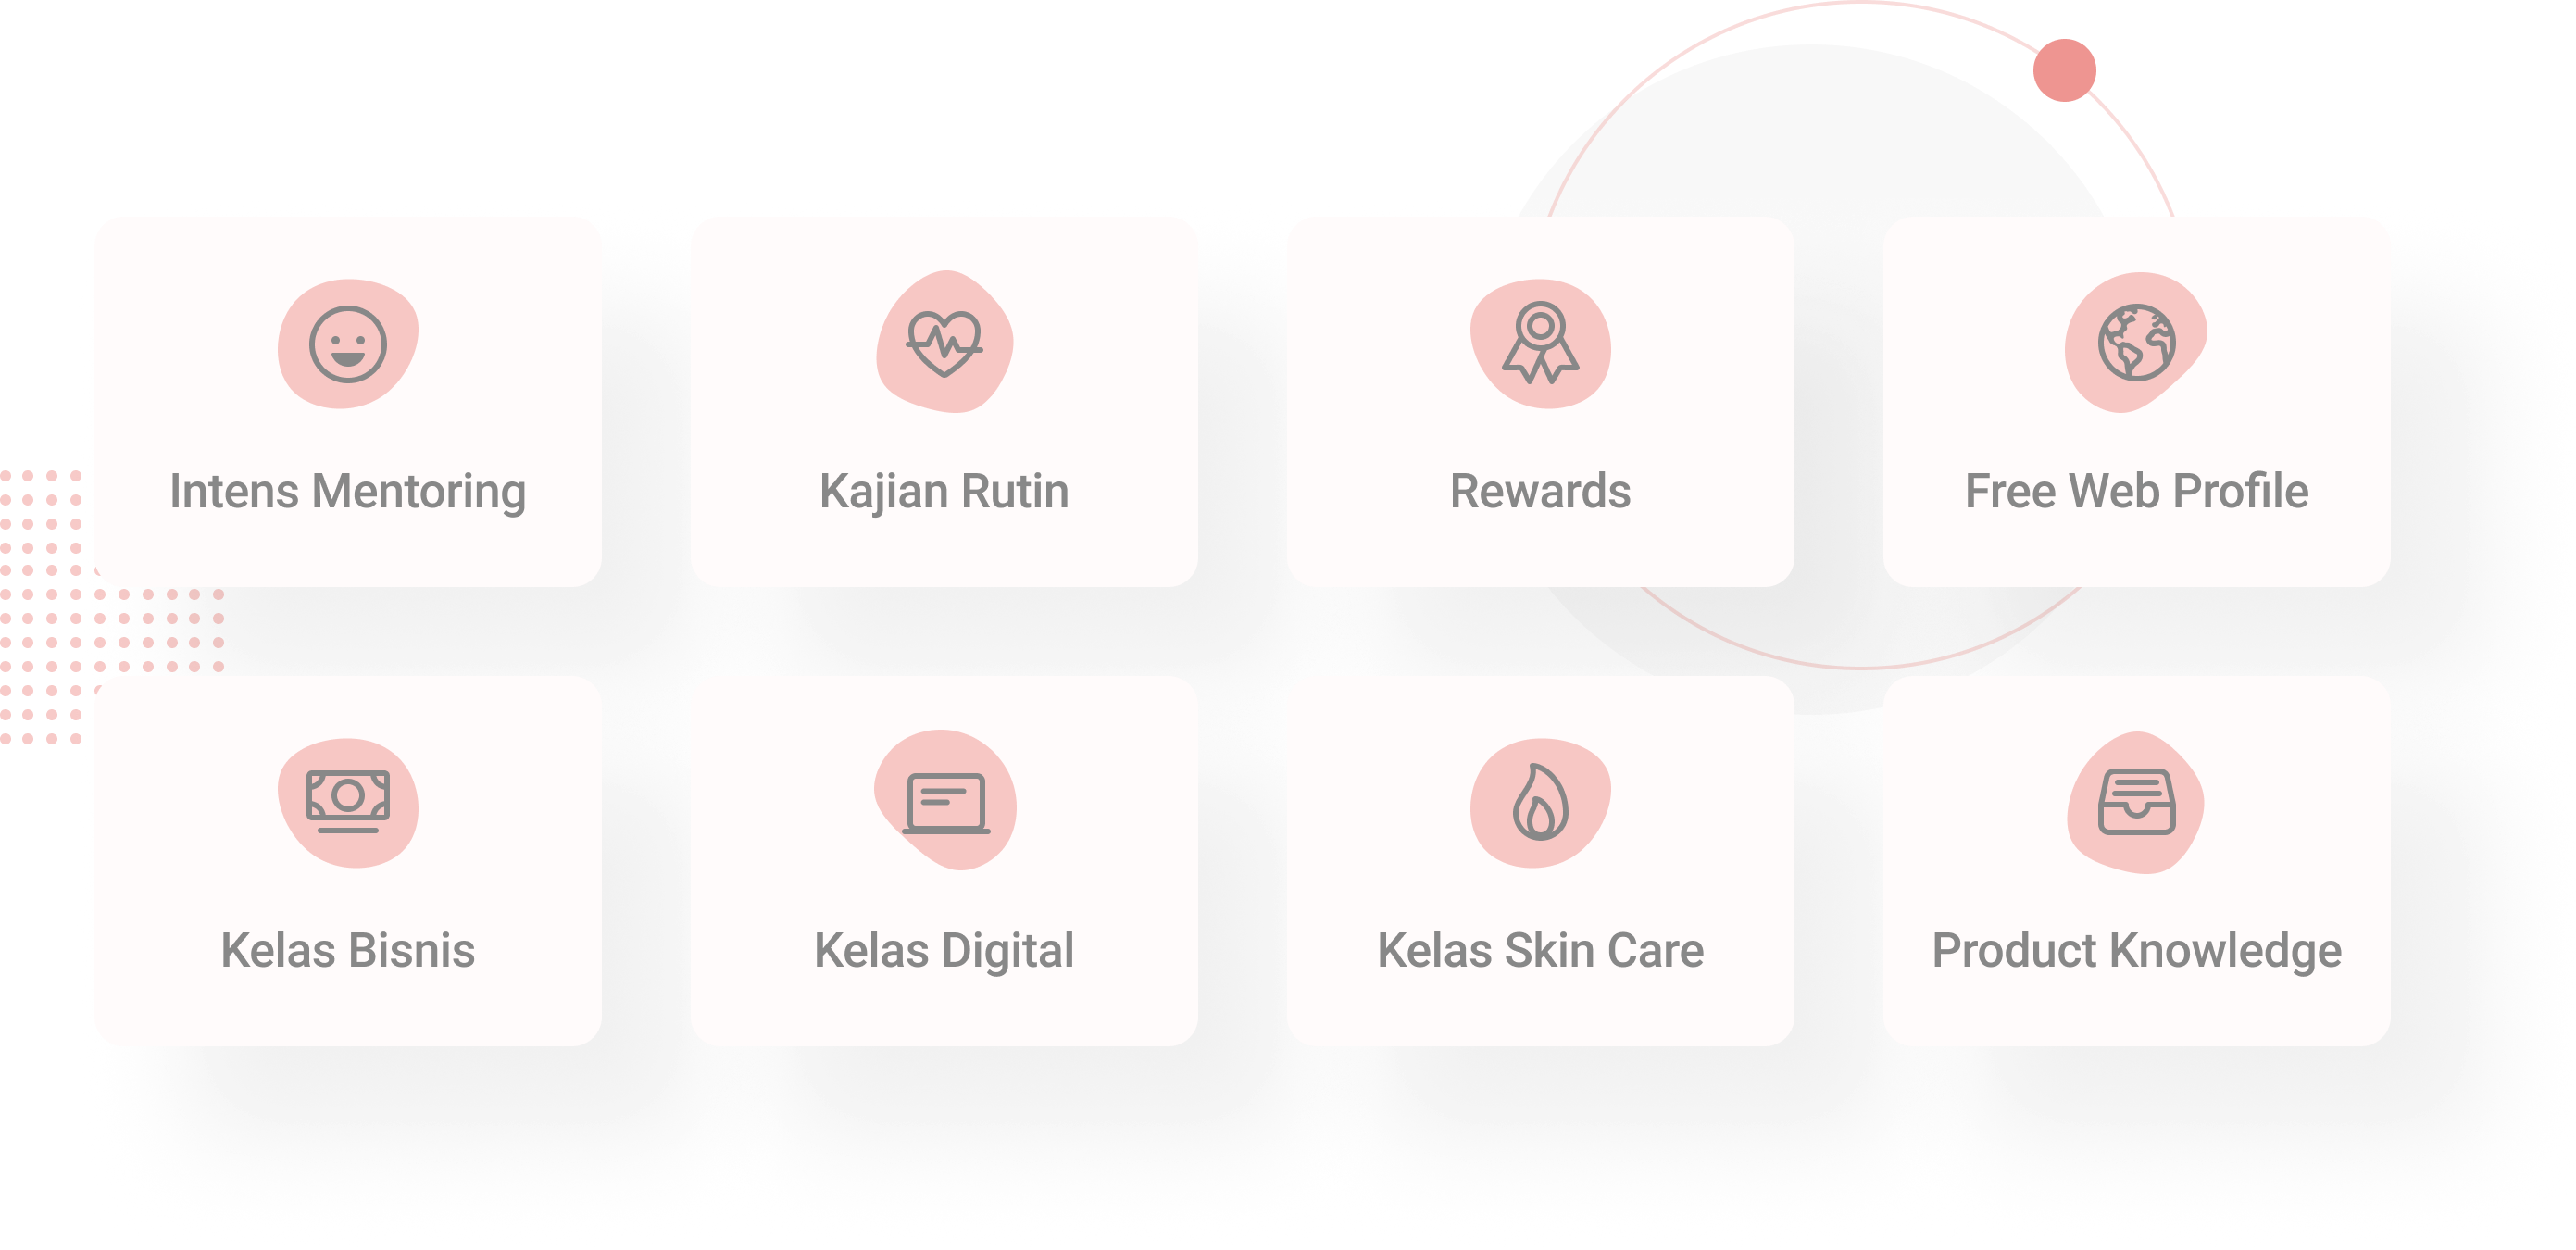 Intens Mentoring
Kajian Rutin
Rewards
Free Web Profile
Kelas Bisnis
Kelas Digital
Kelas Skin Care
Product Knowledge